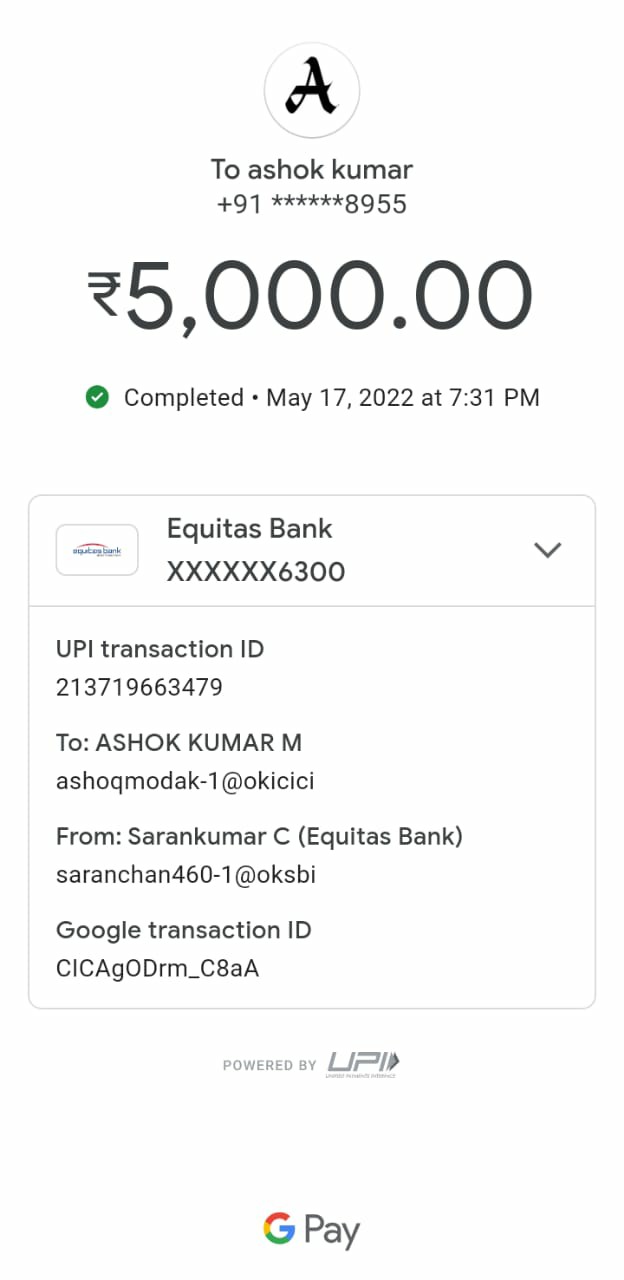 A
To ashok kumar
+91 ******8955
₹5,000.00
Completed • May 17, 2022 at 7:31 PM
equitas bank
Equitas Bank
XXXXXX6300
UPI transaction ID
213719663479
To: ASHOK KUMAR M
ashoqmodak-1@okicici
From: Sarankumar C (Equitas Bank)
saranchan460-1@oksbi
Google transaction ID
CICAgODrm_C8aA
POWERED BY UPI
UNIFIED PAYMENTS INTERFACE
G Pay